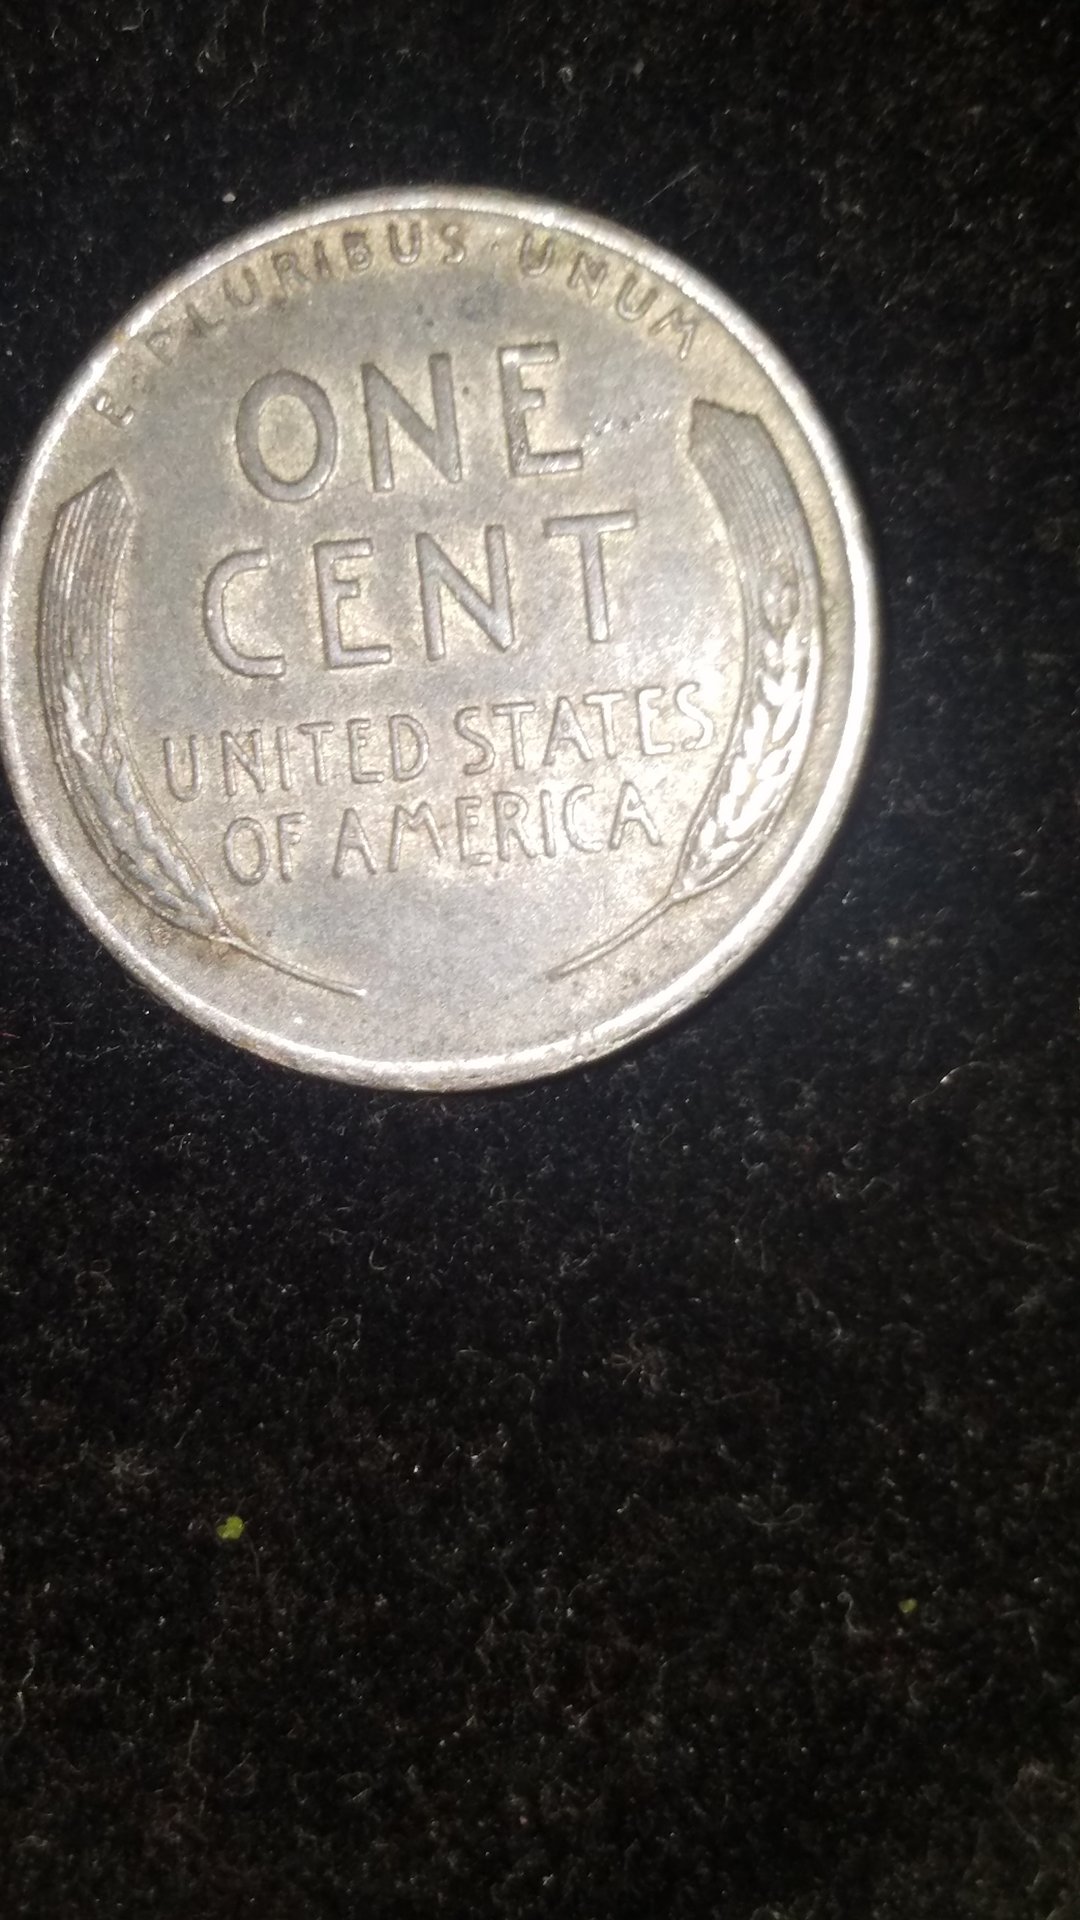 E · PLURIBUS · UNUM
ONE
CENT
UNITED STATES
OF AMERICA